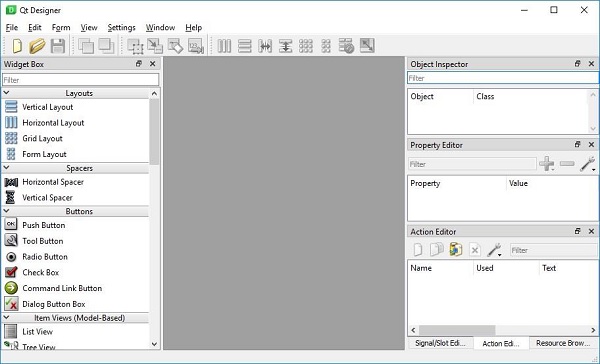 Qt Designer
File Edit Form View Settings Window Help
Widget Box
Filter
Layouts
Vertical Layout
Horizontal Layout
Grid Layout
Form Layout
Spacers
Horizontal Spacer
Vertical Spacer
Buttons
Push Button
Tool Button
Radio Button
Check Box
Command Link Button
Dialog Button Box
Item Views (Model-Based)
List View
Tree View
Object Inspector
Filter
Object Class
Property Editor
Filter
Property Value
Action Editor
Filter
Name Used Text
Signal/Slot Edi... Action Edi... Resource Brow...